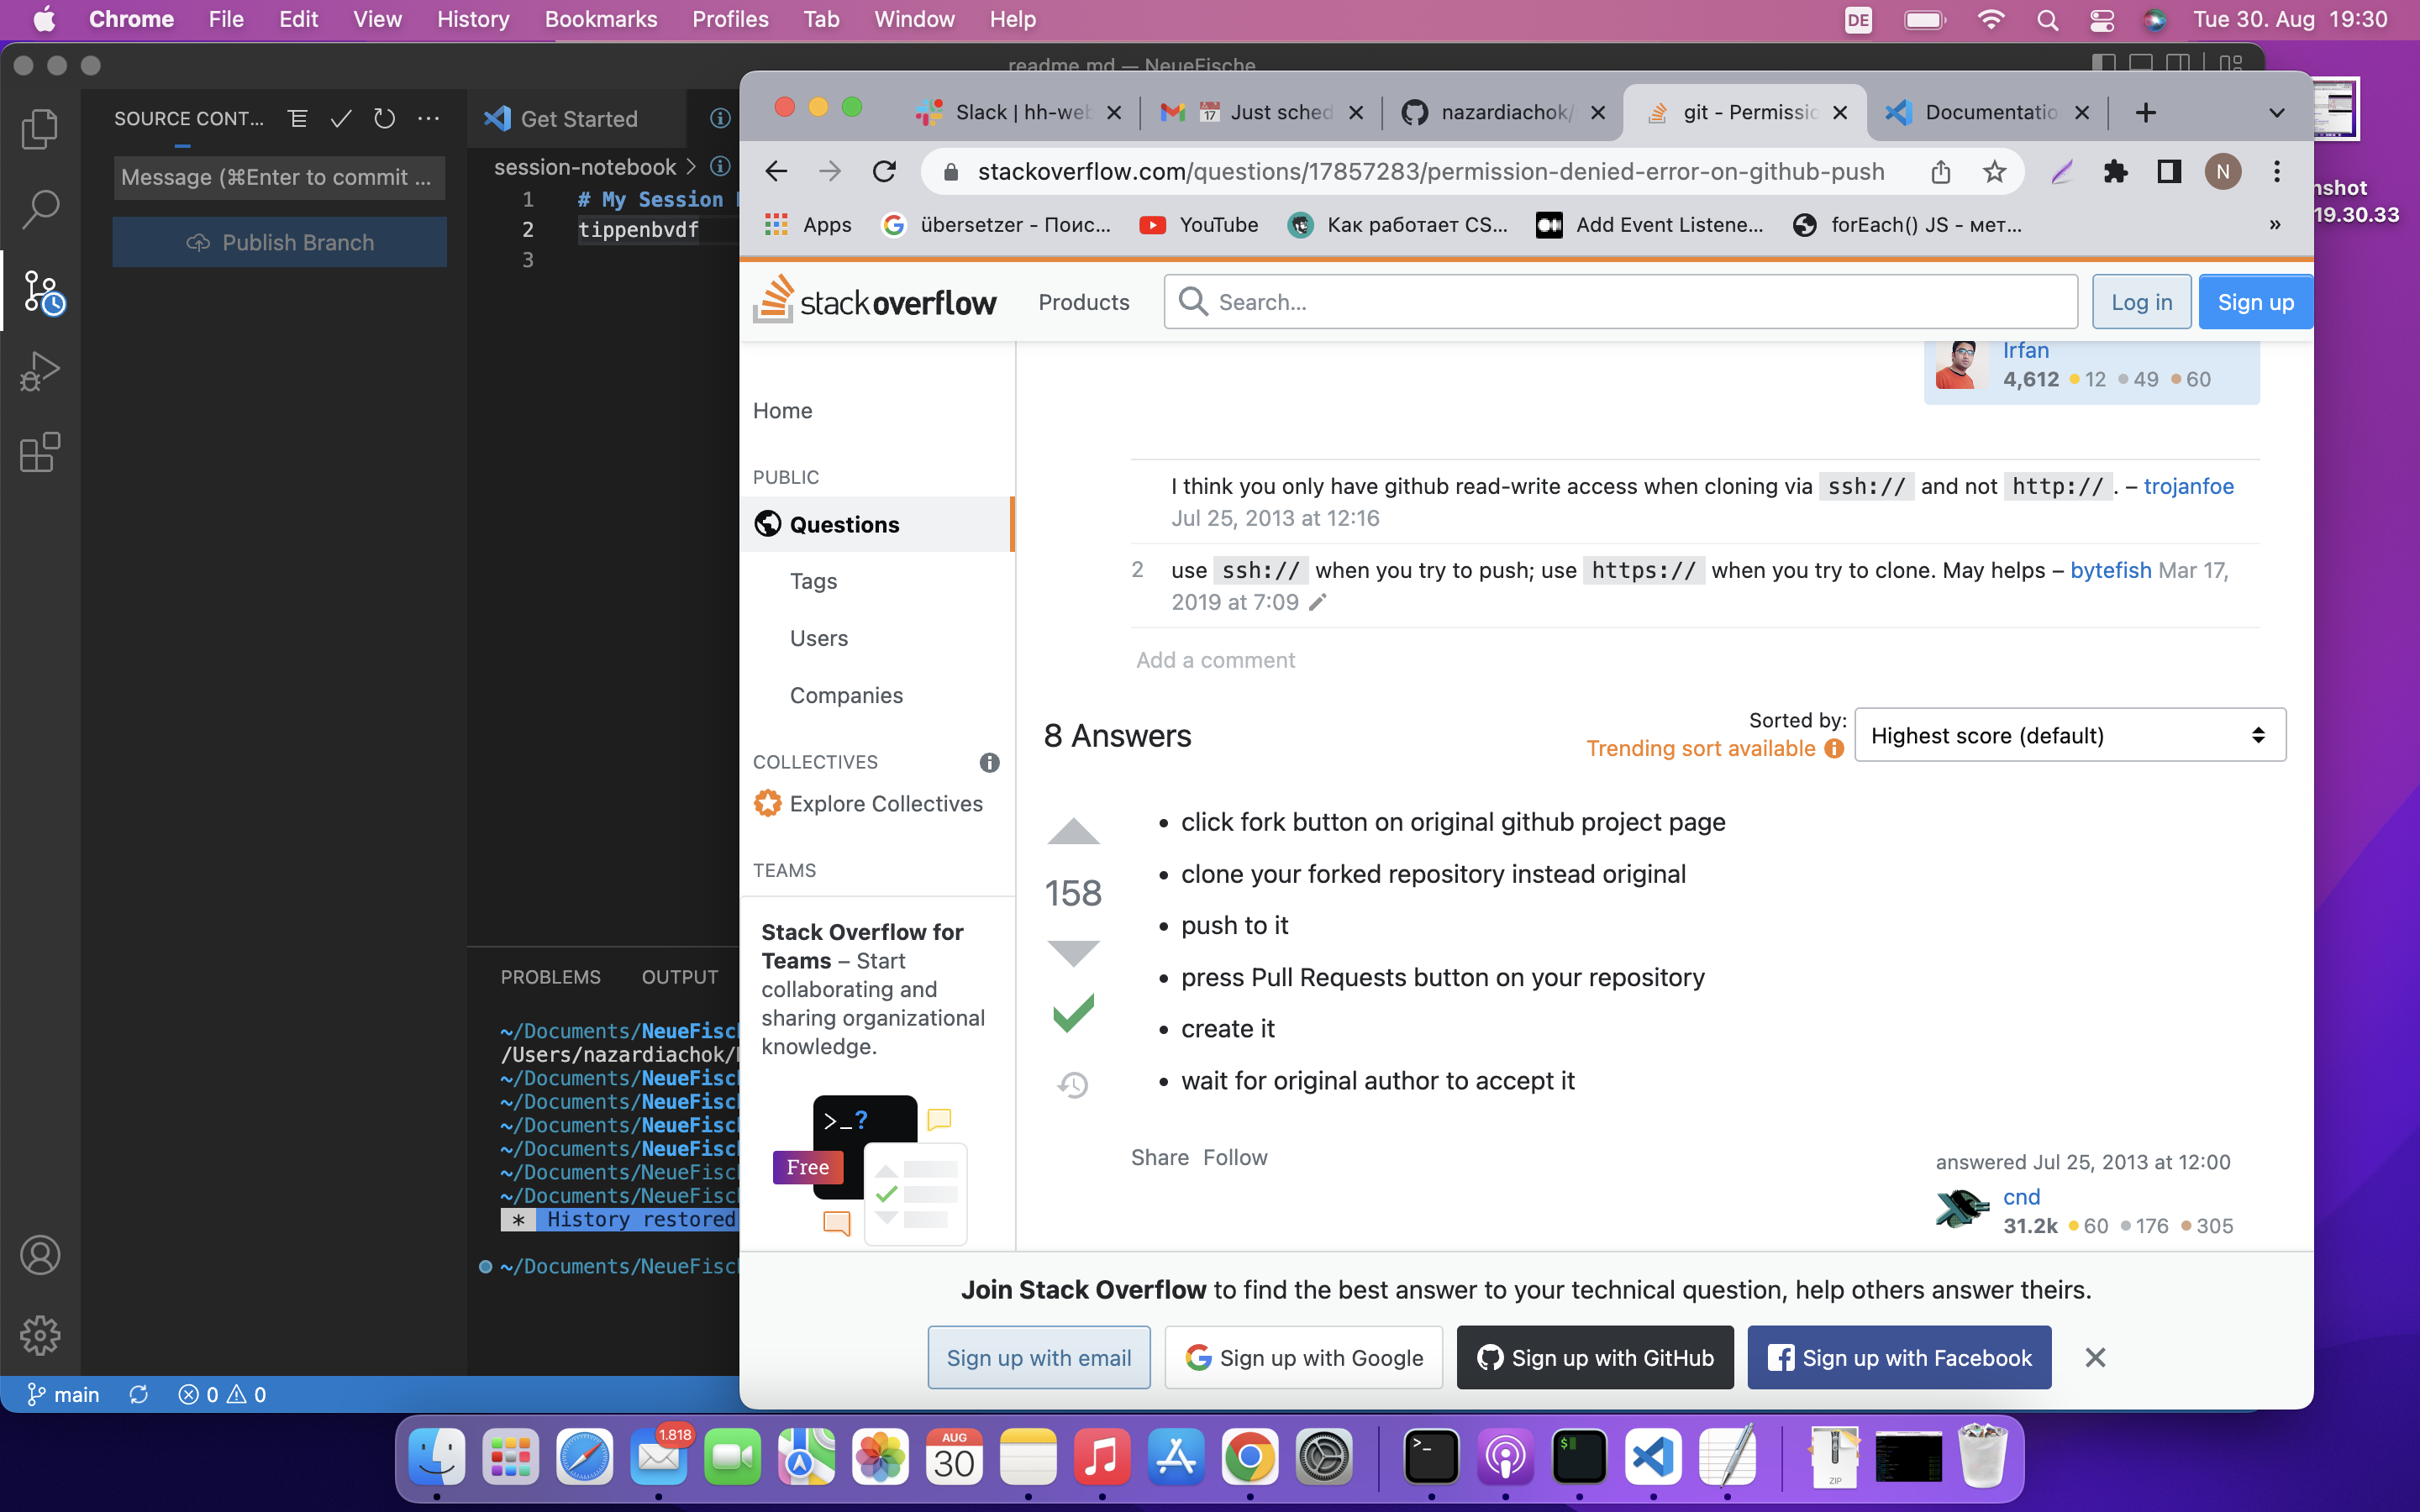 Chrome File Edit View History Bookmarks Profiles Tab Window Help DE Tue 30. Aug 19:30
readme.md — NeueFische
SOURCE CONT...
Message (⌘Enter to commit ...
Publish Branch
Get Started
session-notebook >
1 # My Session
2 tippenbvdf
3
PROBLEMS OUTPUT
~/Documents/NeueFisc
/Users/nazardiachok/
~/Documents/NeueFisc
~/Documents/NeueFisc
~/Documents/NeueFisc
~/Documents/NeueFisc
~/Documents/NeueFisc
~/Documents/NeueFisc
* History restored
~/Documents/NeueFisc
main 0 0
Slack | hh-web Just sched nazardiachok/ git - Permissic Documentatio
17
stackoverflow.com/questions/17857283/permission-denied-error-on-github-push N
Apps übersetzer - Поис... YouTube Как работает CS... Add Event Listene... forEach() JS - мет... »
stackoverflow Products Search... Log in Sign up
Home
PUBLIC
Questions
Tags
Users
Companies
COLLECTIVES
Explore Collectives
TEAMS
Stack Overflow for
Teams – Start
collaborating and
sharing organizational
knowledge.
>_?
Free
Irfan
4,612 12 49 60
I think you only have github read-write access when cloning via ssh:// and not http:// . – trojanfoe
Jul 25, 2013 at 12:16
2 use ssh:// when you try to push; use https:// when you try to clone. May helps – bytefish Mar 17,
2019 at 7:09
Add a comment
8 Answers
Sorted by:
Trending sort available
Highest score (default)
158
• click fork button on original github project page
• clone your forked repository instead original
• push to it
• press Pull Requests button on your repository
• create it
• wait for original author to accept it
Share Follow
answered Jul 25, 2013 at 12:00
cnd
31.2k 60 176 305
Join Stack Overflow to find the best answer to your technical question, help others answer theirs.
Sign up with email Sign up with Google Sign up with GitHub Sign up with Facebook
nshot
19.30.33
1.818
AUG
30
>_
$
ZIP